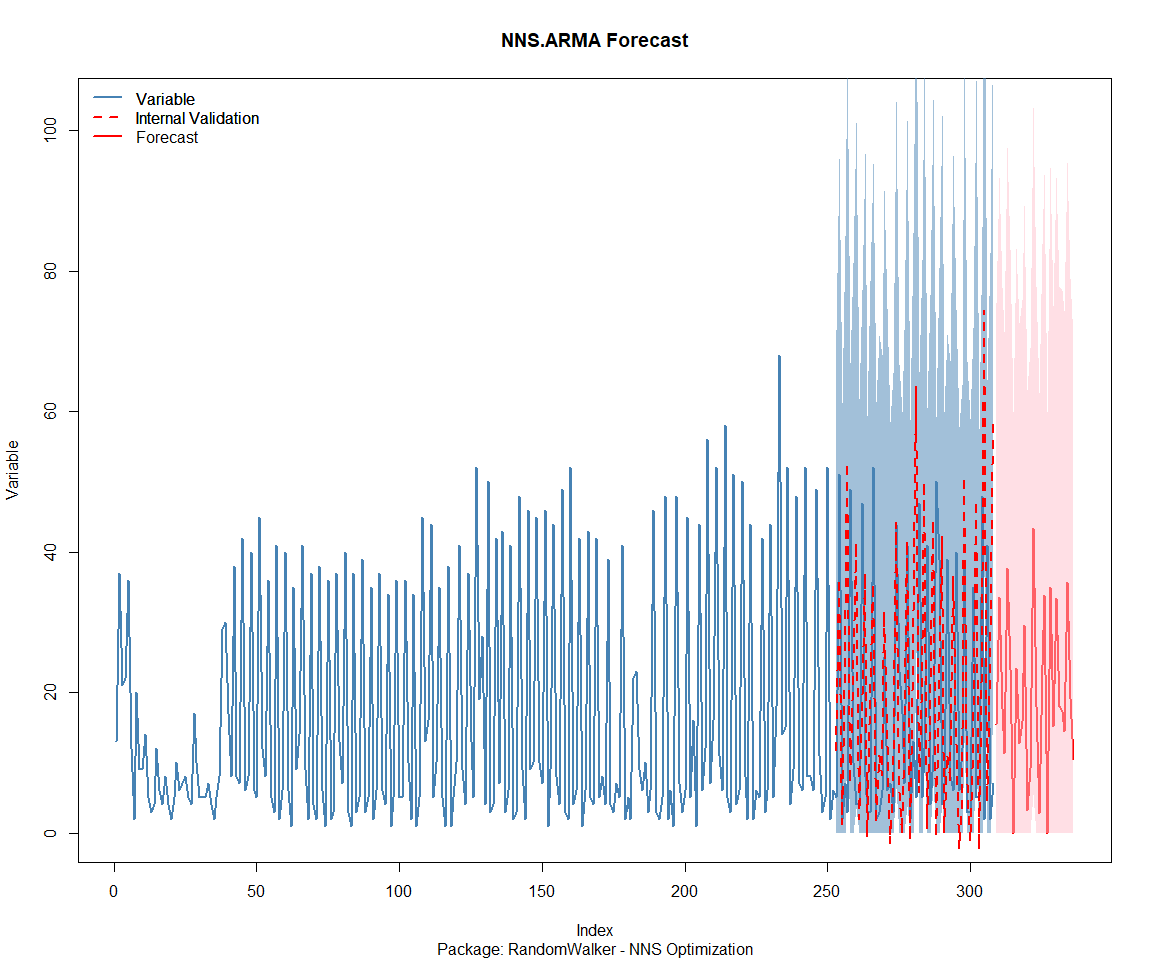 NNS.ARMA Forecast
Variable
Internal Validation
Forecast
Variable
100
80
60
40
20
0
0 50 100 150 200 250 300
Index
Package: RandomWalker - NNS Optimization